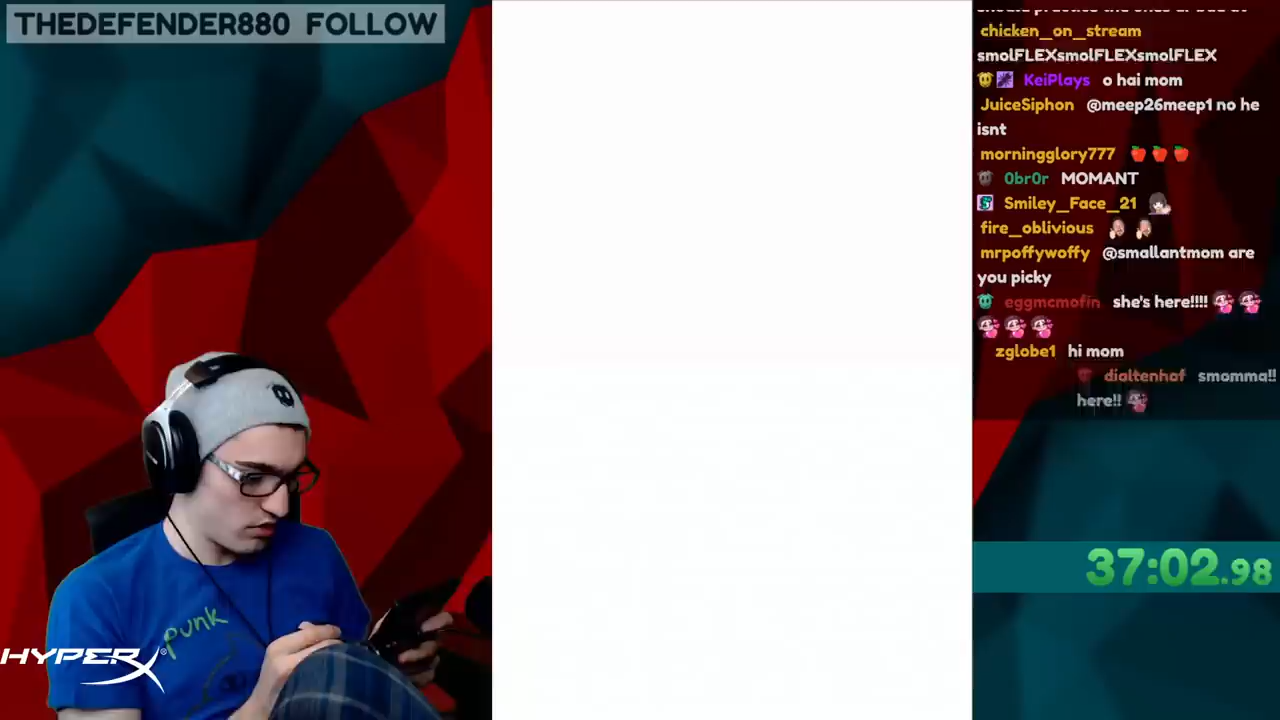 THEDEFENDER880 FOLLOW
chicken_on_stream
smolFLEXsmolFLEXsmolFLEX
KeiPlays o hai mom
JuiceSiphon @meep26meep1 no he
isnt
morningglory777
0br0r MOMANT
Smiley_Face_21
fire_oblivious
mrpoffywoffy @smallantmom are
you picky
eggmcmofin she's here!!!!
zglobe1 hi mom
dialtenhof smomma!!
here!!
37:02.98
punk
HYPERX®